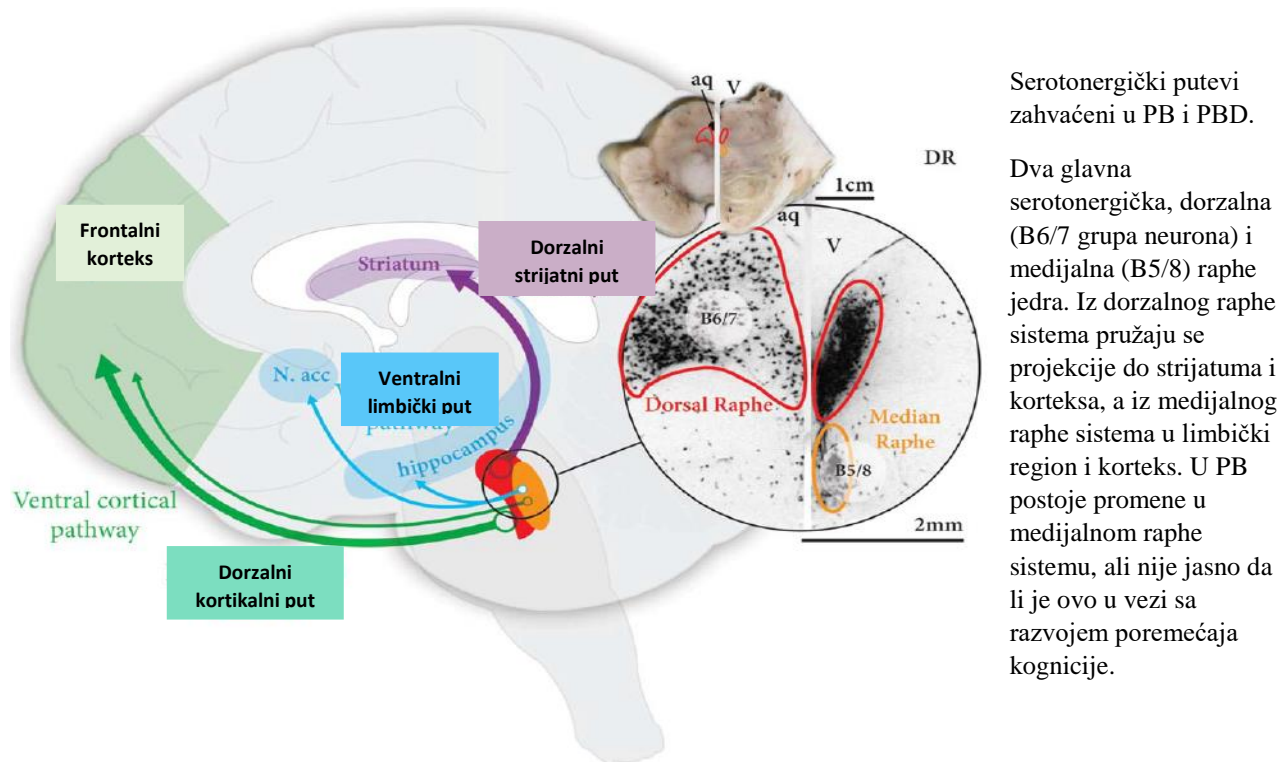 Frontalni
korteks
Striatum
Dorzalni
strijatni put
N. acc
Ventralni
limbički put
pathway
hippocampus
Ventral cortical
pathway
Dorzalni
kortikalni put
aq
V
DR
1cm
aq
V
B6/7
Dorsal Raphe
Median
Raphe
B5/8
2mm
Serotonergički putevi
zahvaćeni u PB i PBD.
Dva glavna
serotonergička, dorzalna
(B6/7 grupa neurona) i
medijalna (B5/8) raphe
jedra. Iz dorzalnog raphe
sistema pružaju se
projekcije do strijatuma i
korteksa, a iz medijalnog
raphe sistema u limbički
region i korteks. U PB
postoje promene u
medijalnom raphe
sistemu, ali nije jasno da
li je ovo u vezi sa
razvojem poremećaja
kognicije.